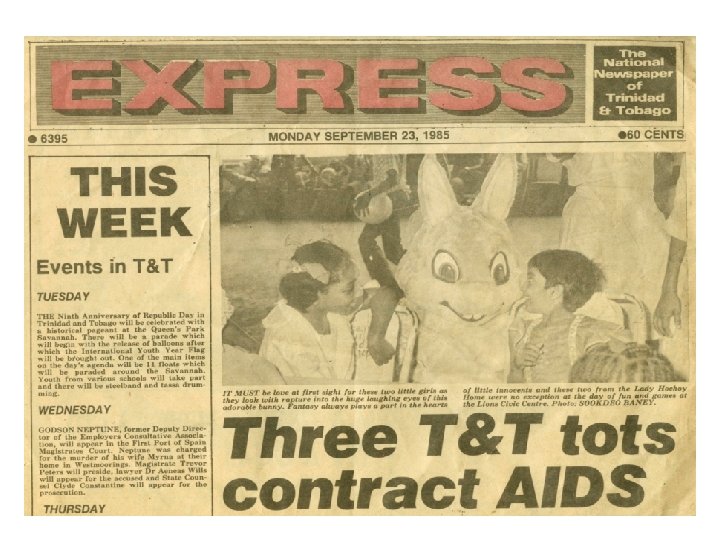 EXPRESS
The
National
Newspaper
of
Trinidad
& Tobago
● 6395
MONDAY SEPTEMBER 23, 1985
●60 CENTS
THIS
WEEK
Events in T&T
TUESDAY
THE Ninth Anniversary of Republic Day in
Trinidad and Tobago will be celebrated with
a historical pageant at the Queen's Park
Savannah. There will be a parade which
will begin with the release of balloons after
which the International Youth Year Flag
will be brought out. One of the main items
on the day's agenda will be 11 floats which
will be paraded around the Savannah.
Youth from various schools will take part
and there will be steelband and tassa drum-
ming.
WEDNESDAY
GODSON NEPTUNE, former Deputy Direc-
tor of the Employers Consultative Associa-
tion, will appear in the First Port of Spain
Magistrates Court. Neptune was charged
for the murder of his wife Myrna at their
home in Westmoorings. Magistrate Trevor
Peters will preside, lawyer Dr Aeneas Wills
will appear for the accused and State Coun-
sel Clyde Constantine will appear for the
prosecution.
THURSDAY
IT MUST be love at first sight for these two little girls as
they look with rapture into the huge laughing eyes of this
adorable bunny. Fantasy always plays a part in the hearts
of little innocents and these two from the Lady Hochoy
Home were no exception at the day of fun and games at
the Lions Civic Centre. Photo: SOOKDEO BANEY.
Three T&T tots
contract AIDS